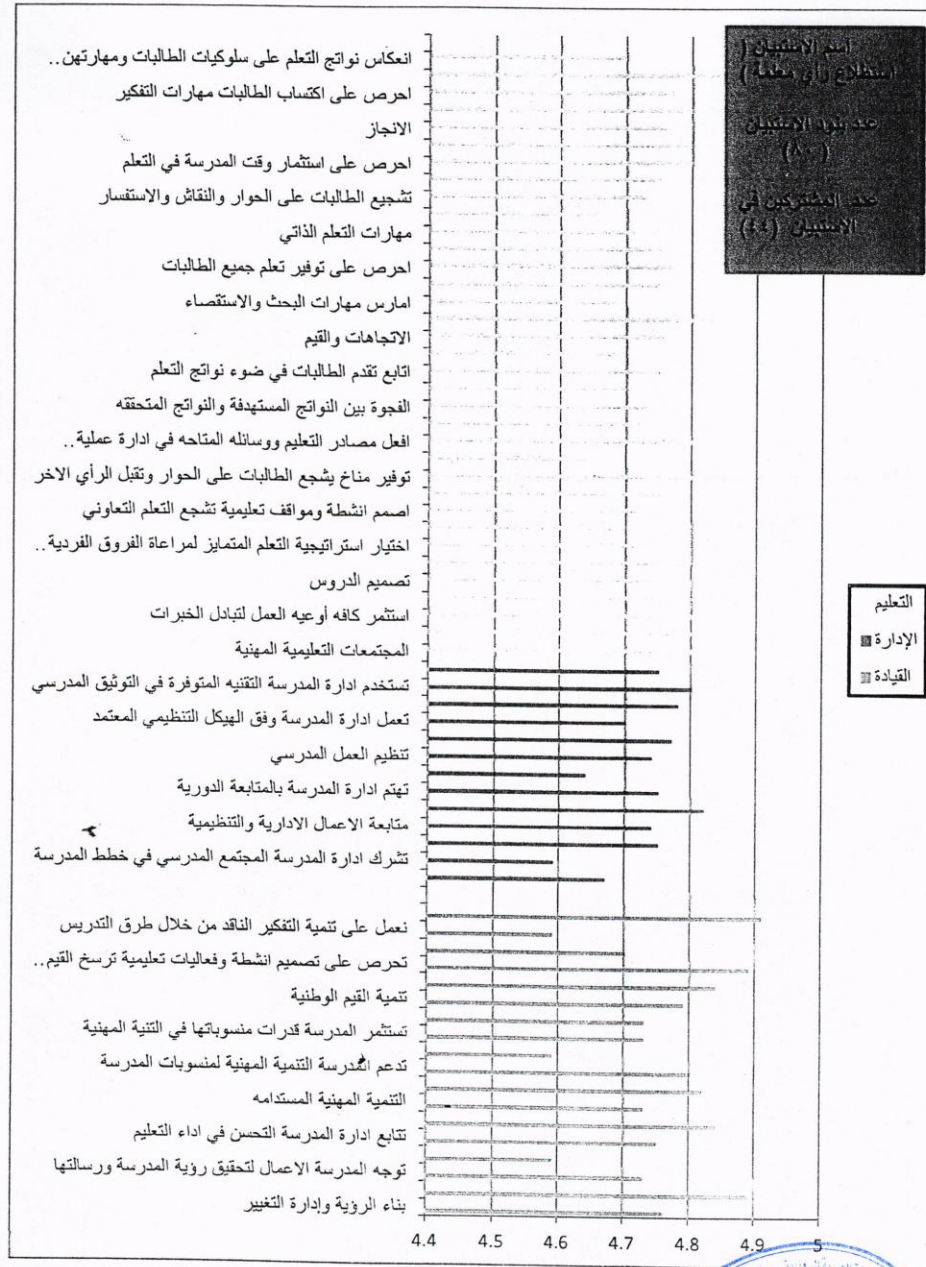 اسم الاستبيان (
استطلاع رأي معلمة )
عدد بنود الاستبيان
(٨٠)
عدد المشتركين في
الاستبيان (٤٤)
انعكاس نواتج التعلم على سلوكيات الطالبات ومهارتهن..
احرص على اكتساب الطالبات مهارات التفكير
الانجاز
احرص على استثمار وقت المدرسة في التعلم
تشجيع الطالبات على الحوار والنقاش والاستفسار
مهارات التعلم الذاتي
احرص على توفير تعلم جميع الطالبات
امارس مهارات البحث والاستقصاء
الاتجاهات والقيم
اتابع تقدم الطالبات في ضوء نواتج التعلم
الفجوة بين النواتج المستهدفة والنواتج المتحققه
افعل مصادر التعليم ووسائله المتاحه في ادارة عملية..
توفير مناخ يشجع الطالبات على الحوار وتقبل الرأي الاخر
اصمم انشطة ومواقف تعليمية تشجع التعلم التعاوني
اختيار استراتيجية التعلم المتمايز لمراعاة الفروق الفردية..
تصميم الدروس
استثمر كافه أوعيه العمل لتبادل الخبرات
المجتمعات التعليمية المهنية
تستخدم ادارة المدرسة التقنيه المتوفرة في التوثيق المدرسي
تعمل ادارة المدرسة وفق الهيكل التنظيمي المعتمد
تنظيم العمل المدرسي
تهتم ادارة المدرسة بالمتابعة الدورية
متابعة الاعمال الادارية والتنظيمية
تشرك ادارة المدرسة المجتمع المدرسي في خطط المدرسة
نعمل على تنمية التفكير الناقد من خلال طرق التدريس
تحرص على تصميم انشطة وفعاليات تعليمية ترسخ القيم..
تنمية القيم الوطنية
تستثمر المدرسة قدرات منسوباتها في التنية المهنية
تدعم المدرسة التنمية المهنية لمنسوبات المدرسة
التنمية المهنية المستدامه
تتابع ادارة المدرسة التحسن في اداء التعليم
توجه المدرسة الاعمال لتحقيق رؤية المدرسة ورسالتها
بناء الرؤية وإدارة التغيير
4.4 4.5 4.6 4.7 4.8 4.9 5
التعليم
الإدارة
القيادة